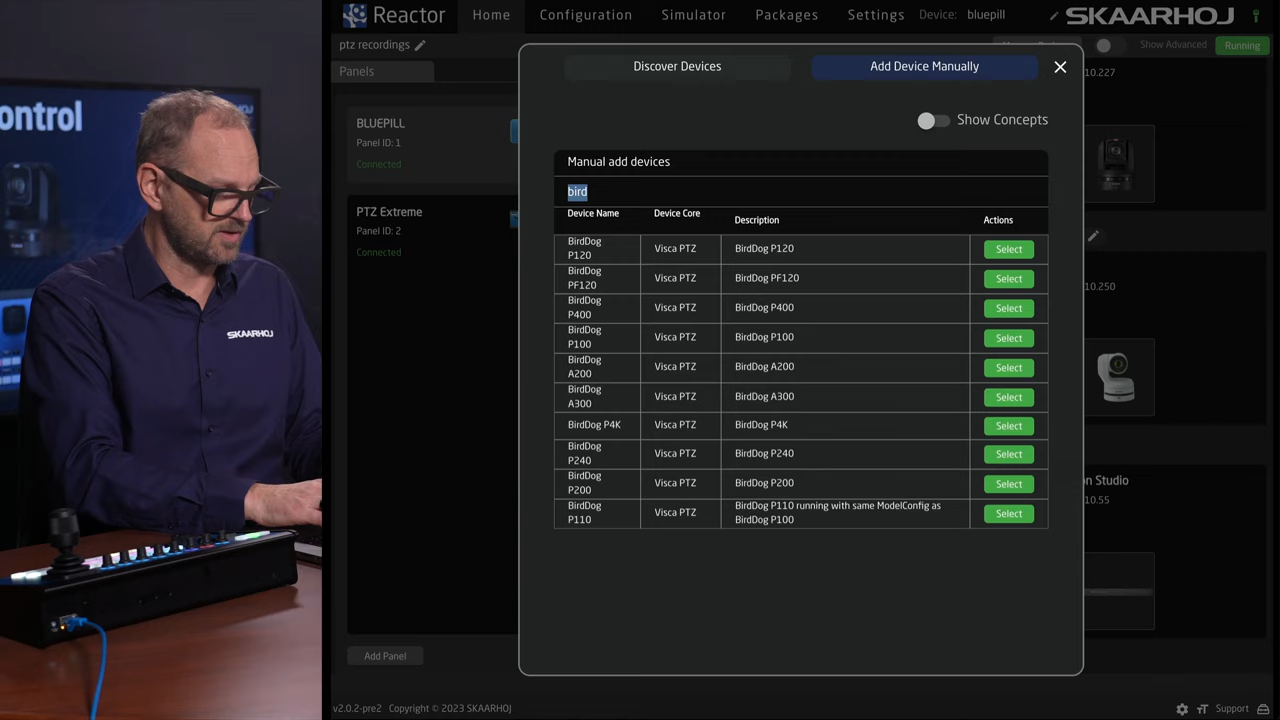 ontrol
SKAARHOJ
Reactor
Home
Configuration
Simulator
Packages
Settings
Device: bluepill
SKAARHOJ
ptz recordings
Show Advanced
Running
Panels
BLUEPILL
Panel ID: 1
Connected
PTZ Extreme
Panel ID: 2
Connected
Add Panel
Discover Devices
Add Device Manually
Show Concepts
Manual add devices
bird
Device Name Device Core Description Actions
BirdDog
P120
Visca PTZ BirdDog P120 Select
BirdDog
PF120
Visca PTZ BirdDog PF120 Select
BirdDog
P400
Visca PTZ BirdDog P400 Select
BirdDog
P100
Visca PTZ BirdDog P100 Select
BirdDog
A200
Visca PTZ BirdDog A200 Select
BirdDog
A300
Visca PTZ BirdDog A300 Select
BirdDog P4K Visca PTZ BirdDog P4K Select
BirdDog
P240
Visca PTZ BirdDog P240 Select
BirdDog
P200
Visca PTZ BirdDog P200 Select
BirdDog
P110
Visca PTZ
BirdDog P110 running with same ModelConfig as
BirdDog P100
Select
10.227
10.250
n Studio
10.55
v2.0.2-pre2 Copyright © 2023 SKAARHOJ
Support